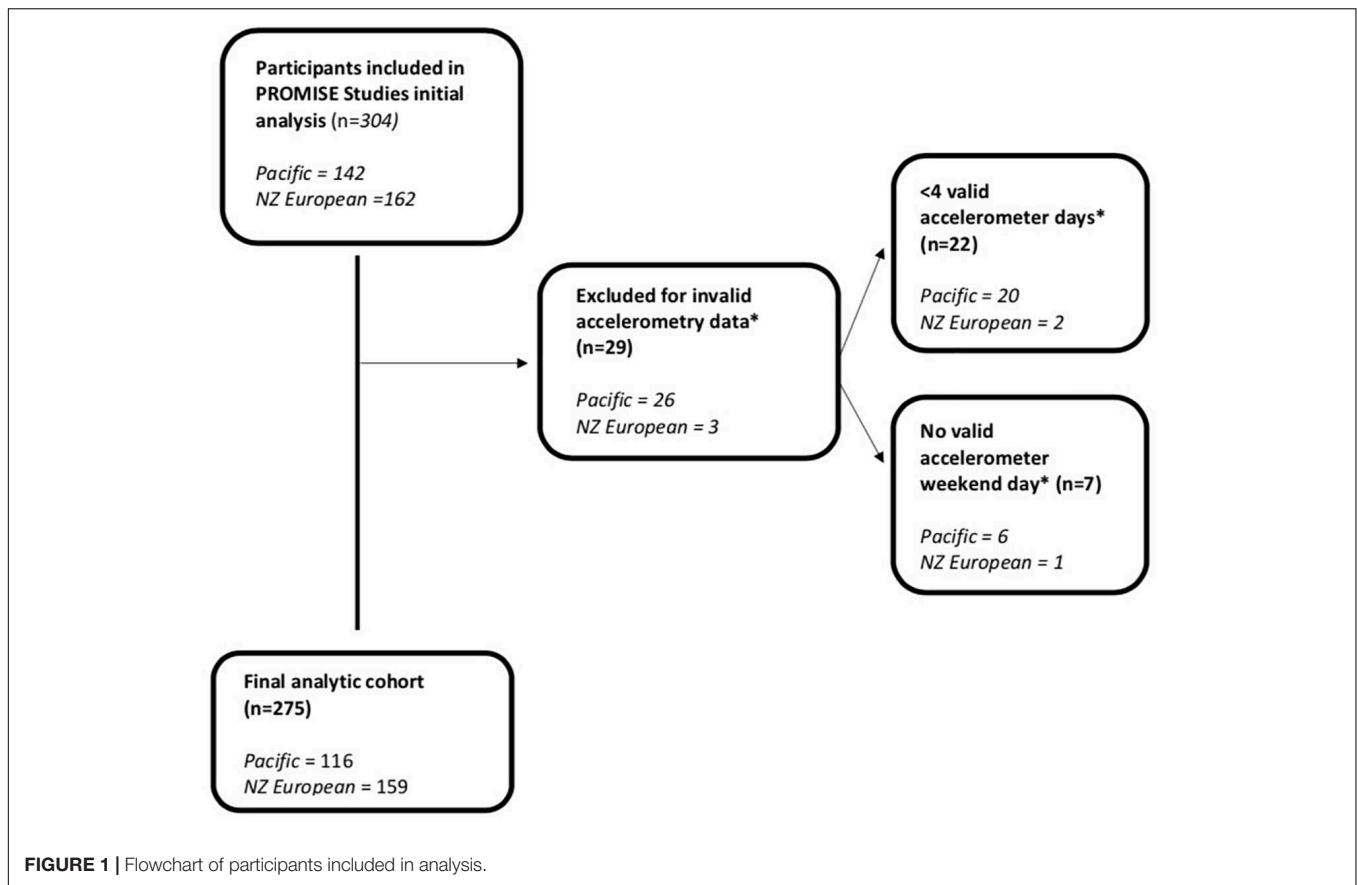 Participants included in
PROMISE Studies initial
analysis (n=304)
Pacific = 142
NZ European =162
<4 valid
accelerometer days*
(n=22)
Pacific = 20
NZ European = 2
Excluded for invalid
accelerometry data*
(n=29)
Pacific = 26
NZ European = 3
No valid
accelerometer
weekend day* (n=7)
Pacific = 6
NZ European = 1
Final analytic cohort
(n=275)
Pacific = 116
NZ European = 159
FIGURE 1 | Flowchart of participants included in analysis.